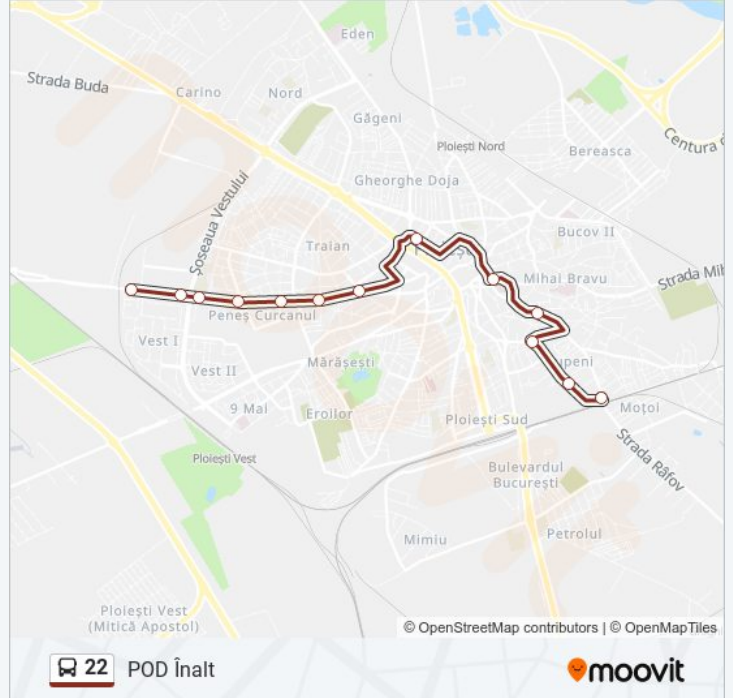 Eden
Strada Buda
Carino
Nord
Găgeni
Centura
Ploiești Nord
Bereasca
Gheorghe Doja
Șoseaua Vestului
Bucov II
Traian
Mihai Bravu
Strada Mih
Peneș Curcanul
Vest I
Mărășești
Vest II
upeni
9 Mai
Eroilor
Moțoi
Ploiești Sud
Strada Râfov
Ploiești Vest
Bulevardul
București
Petrolul
Mimiu
Ploiești Vest
(Mitică Apostol)
© OpenStreetMap contributors | © OpenMapTiles
22 POD Înalt
moovit